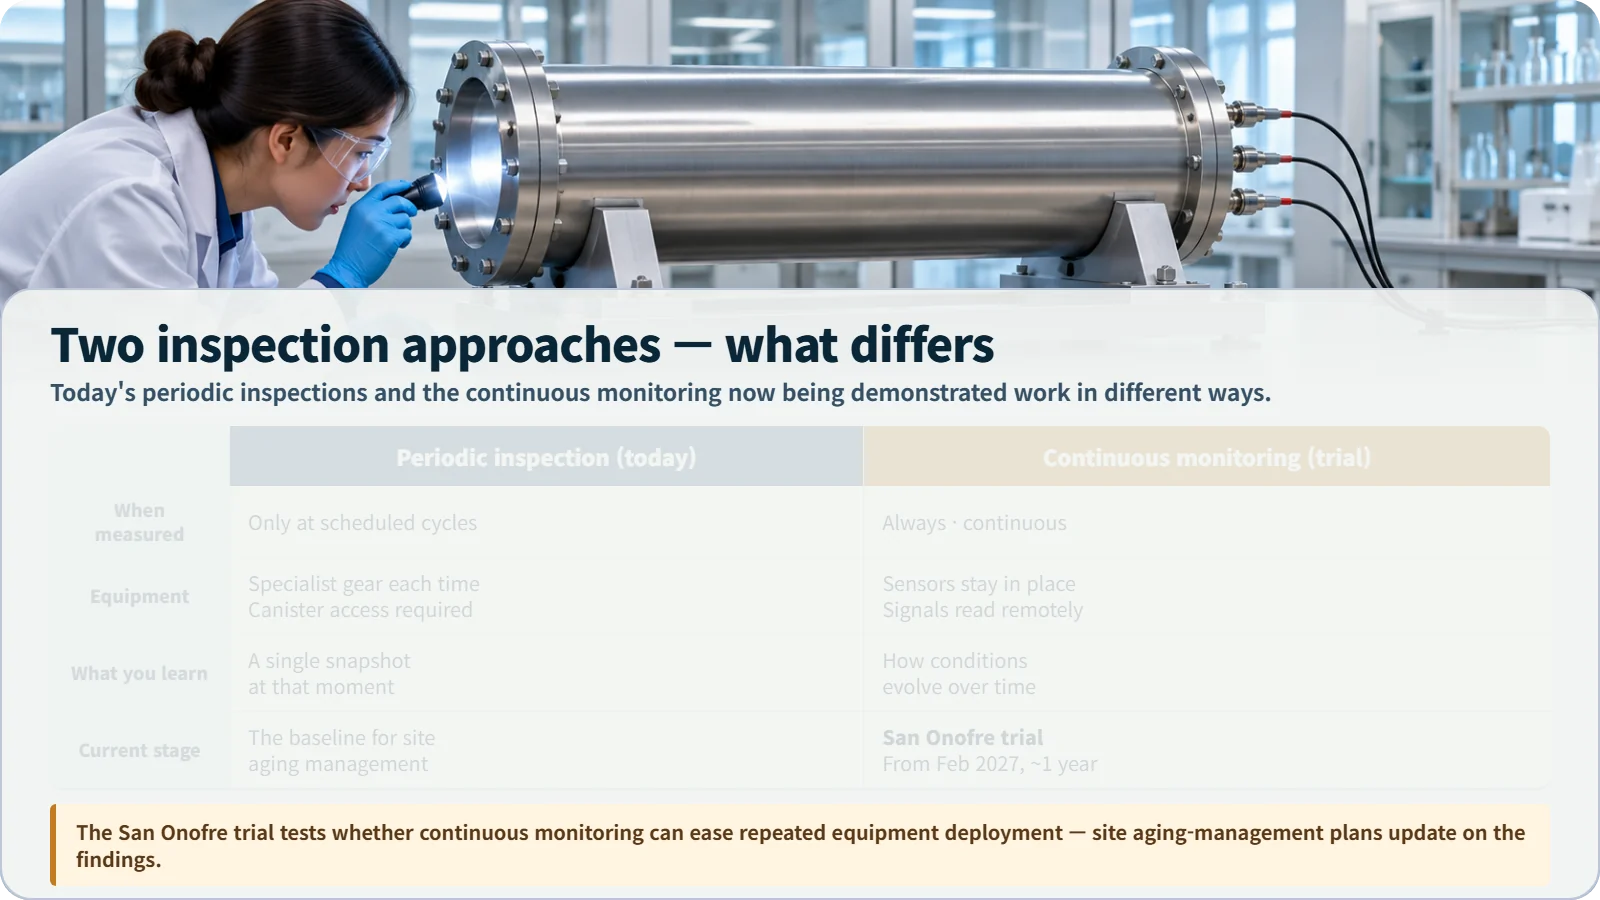 Two inspection approaches — what differs
Today's periodic inspections and the continuous monitoring now being demonstrated work in different ways.
Periodic inspection (today)
Continuous monitoring (trial)
When
measured
Only at scheduled cycles
Always · continuous
Equipment
Specialist gear each time
Canister access required
Sensors stay in place
Signals read remotely
What you learn
A single snapshot
at that moment
How conditions
evolve over time
Current stage
The baseline for site
aging management
San Onofre trial
From Feb 2027, ~1 year
The San Onofre trial tests whether continuous monitoring can ease repeated equipment deployment — site aging-management plans update on the
findings.